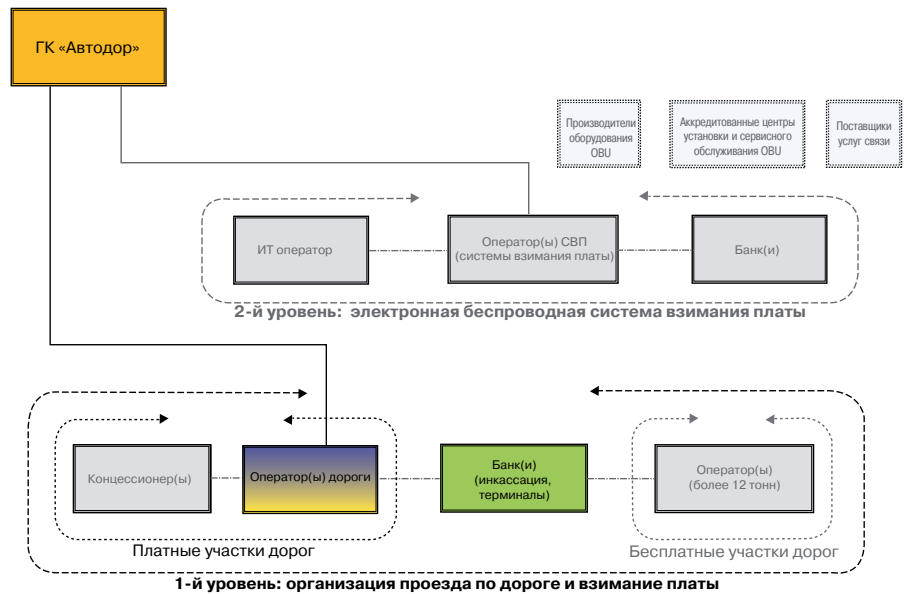 ГК «Автодор»
Производители
оборудования
OBU
Аккредитованные центры
установки и сервисного
обслуживания OBU
Поставщики
услуг связи
ИТ оператор
Оператор(ы) СВП
(системы взимания платы)
Банк(и)
2-й уровень: электронная беспроводная система взимания платы
Концессионер(ы)
Оператор(ы) дороги
Банк(и)
(инкассация,
терминалы)
Оператор(ы)
(более 12 тонн)
Платные участки дорог
Бесплатные участки дорог
1-й уровень: организация проезда по дороге и взимание платы